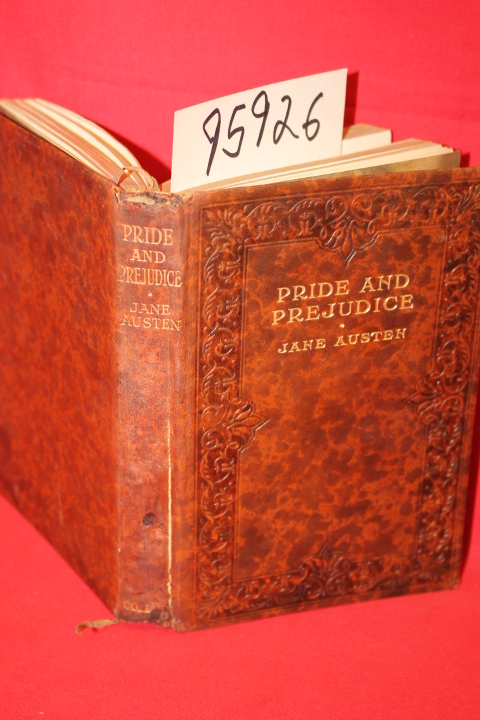 95926
PRIDE
AND
PREJUDICE
JANE
AUSTEN
PRIDE AND
PREJUDICE
JANE AUSTEN